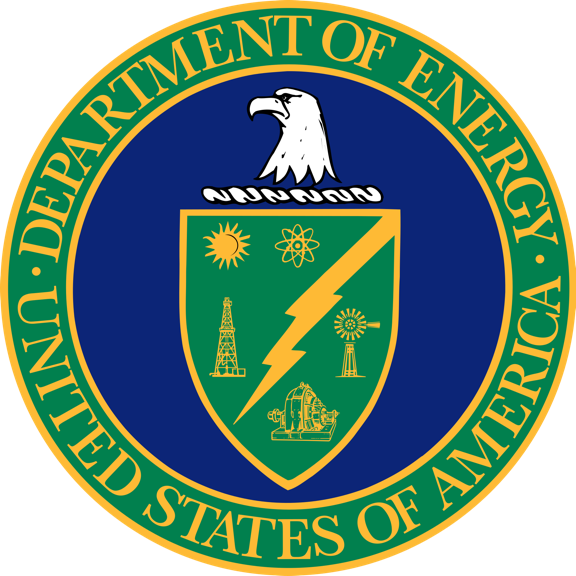 DEPARTMENT OF ENERGY
UNITED STATES OF AMERICA